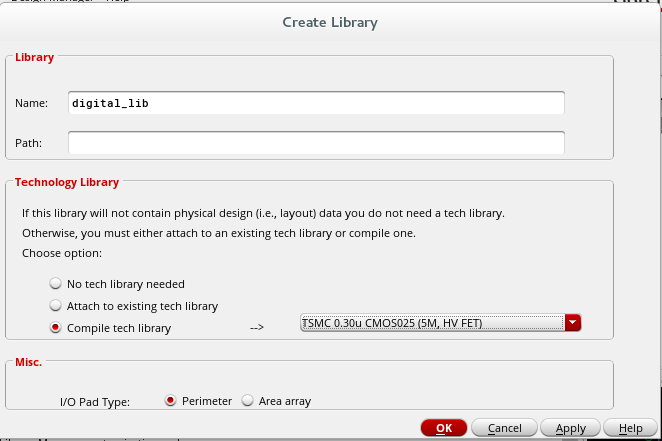 Create Library
Library
Name: digital_lib
Path:
Technology Library
If this library will not contain physical design (i.e., layout) data you do not need a tech library.
Otherwise, you must either attach to an existing tech library or compile one.
Choose option:
No tech library needed
Attach to existing tech library
Compile tech library --> TSMC 0.30u CMOS025 (5M, HV FET)
Misc.
I/O Pad Type: Perimeter Area array
OK Cancel Apply Help